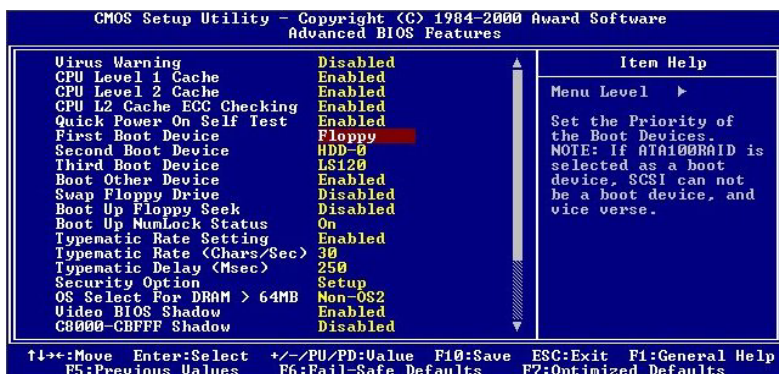 CMOS Setup Utility - Copyright (C) 1984-2000 Award Software
Advanced BIOS Features
Virus Warning Disabled
CPU Level 1 Cache Enabled
CPU Level 2 Cache Enabled
CPU L2 Cache ECC Checking Enabled
Quick Power On Self Test Enabled
First Boot Device Floppy
Second Boot Device HDD-0
Third Boot Device LS120
Boot Other Device Enabled
Swap Floppy Drive Disabled
Boot Up Floppy Seek Disabled
Boot Up NumLock Status On
Typematic Rate Setting Enabled
Typematic Rate (Chars/Sec) 30
Typematic Delay (Msec) 250
Security Option Setup
OS Select For DRAM > 64MB Non-OS2
Video BIOS Shadow Enabled
C8000-CBFFF Shadow Disabled
Item Help
Menu Level ►
Set the Priority of
the Boot Devices.
NOTE: If ATA100RAID is
selected as a boot
device, SCSI can not
be a boot device, and
vice verse.
↑↓→←:Move Enter:Select +/-/PU/PD:Value F10:Save ESC:Exit F1:General Help
F5:Previous Values F6:Fail-Safe Defaults F7:Optimized Defaults